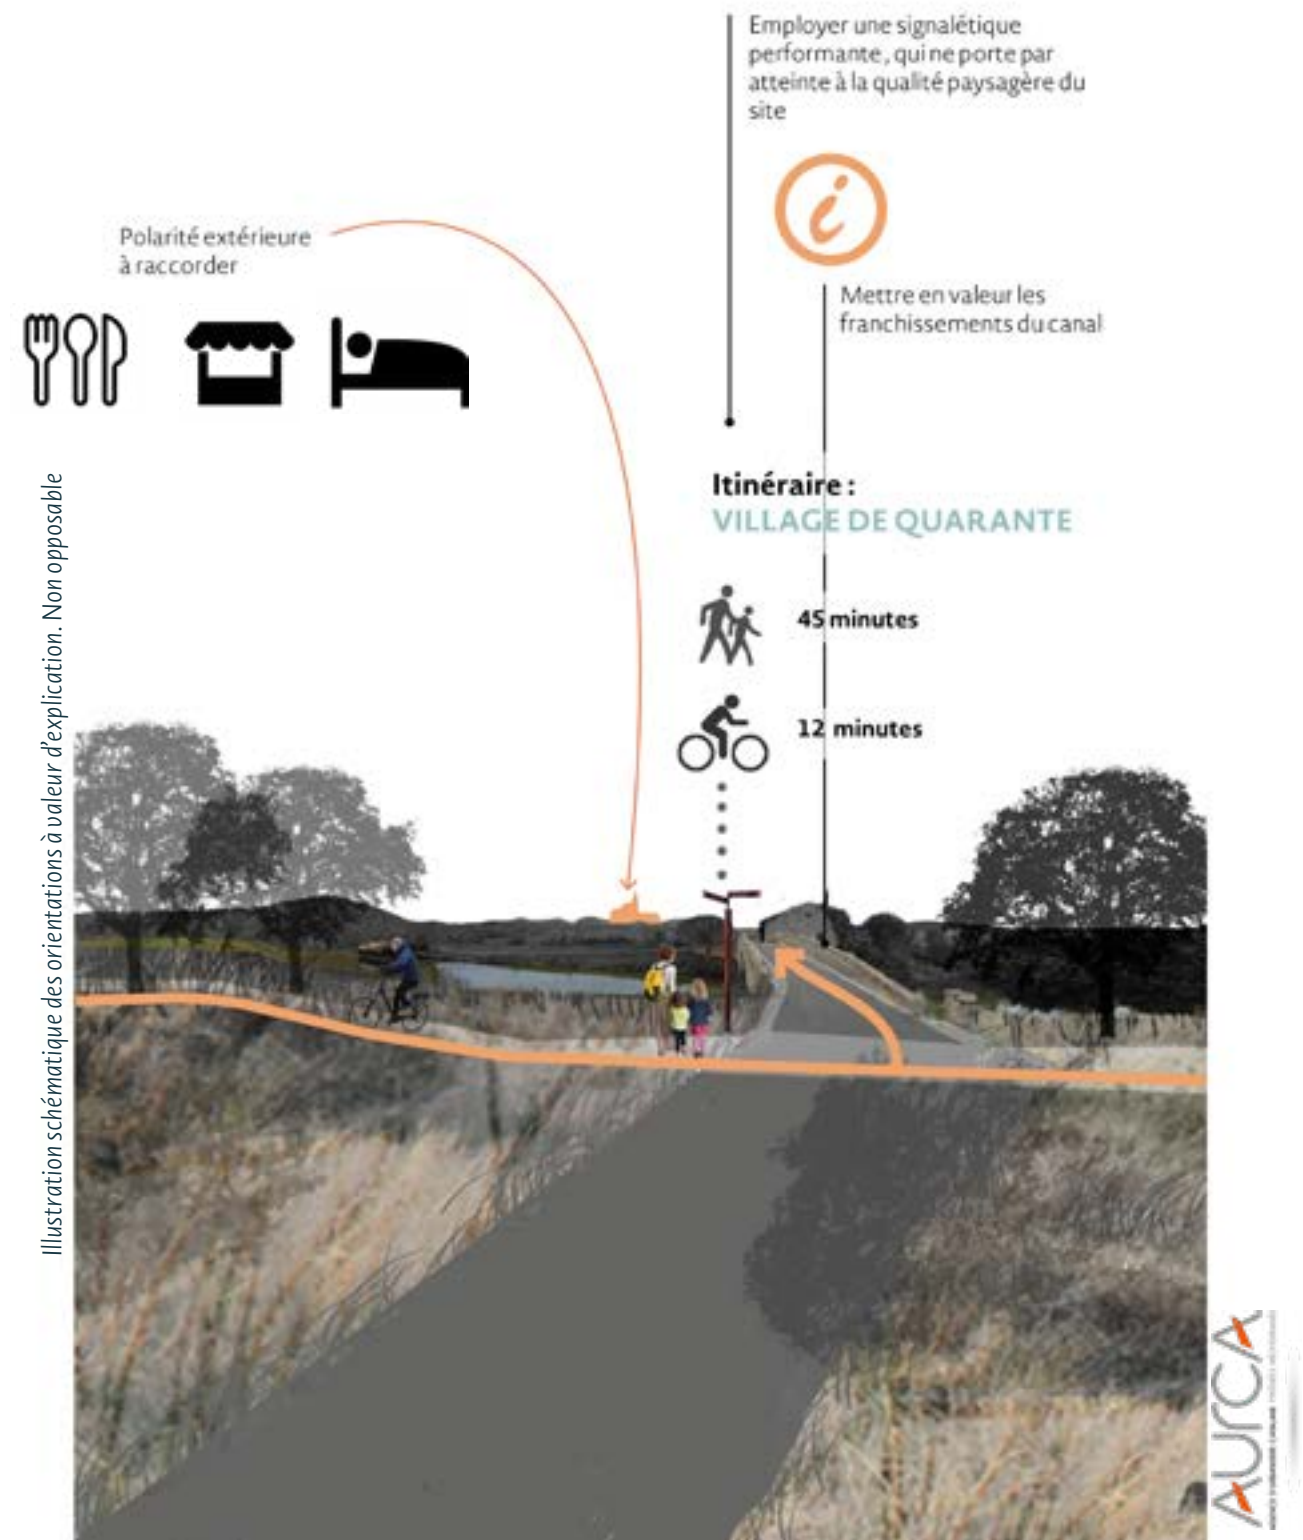 Employer une signalétique
performante, qui ne porte par
atteinte à la qualité paysagère du
site
Polarité extérieure
à raccorder
Mettre en valeur les
franchissements du canal
Itinéraire :
VILLAGE DE QUARANTE
45 minutes
12 minutes
Illustration schématique des orientations à valeur d'explication. Non opposable
AURCA